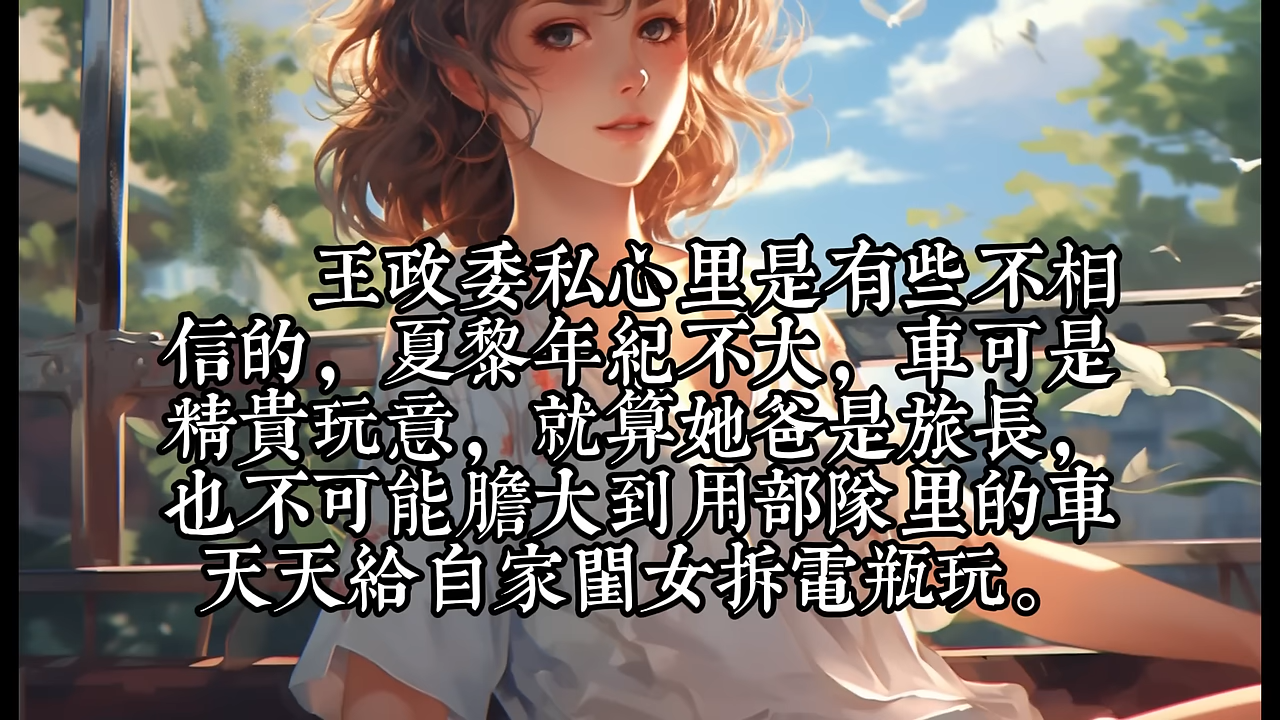 王政委私心里是有些不相
信的，夏黎年紀不大，車可是
精貴玩意，就算她爸是旅長，
也不可能膽大到用部隊里的車
天天給自家閨女拆電瓶玩。